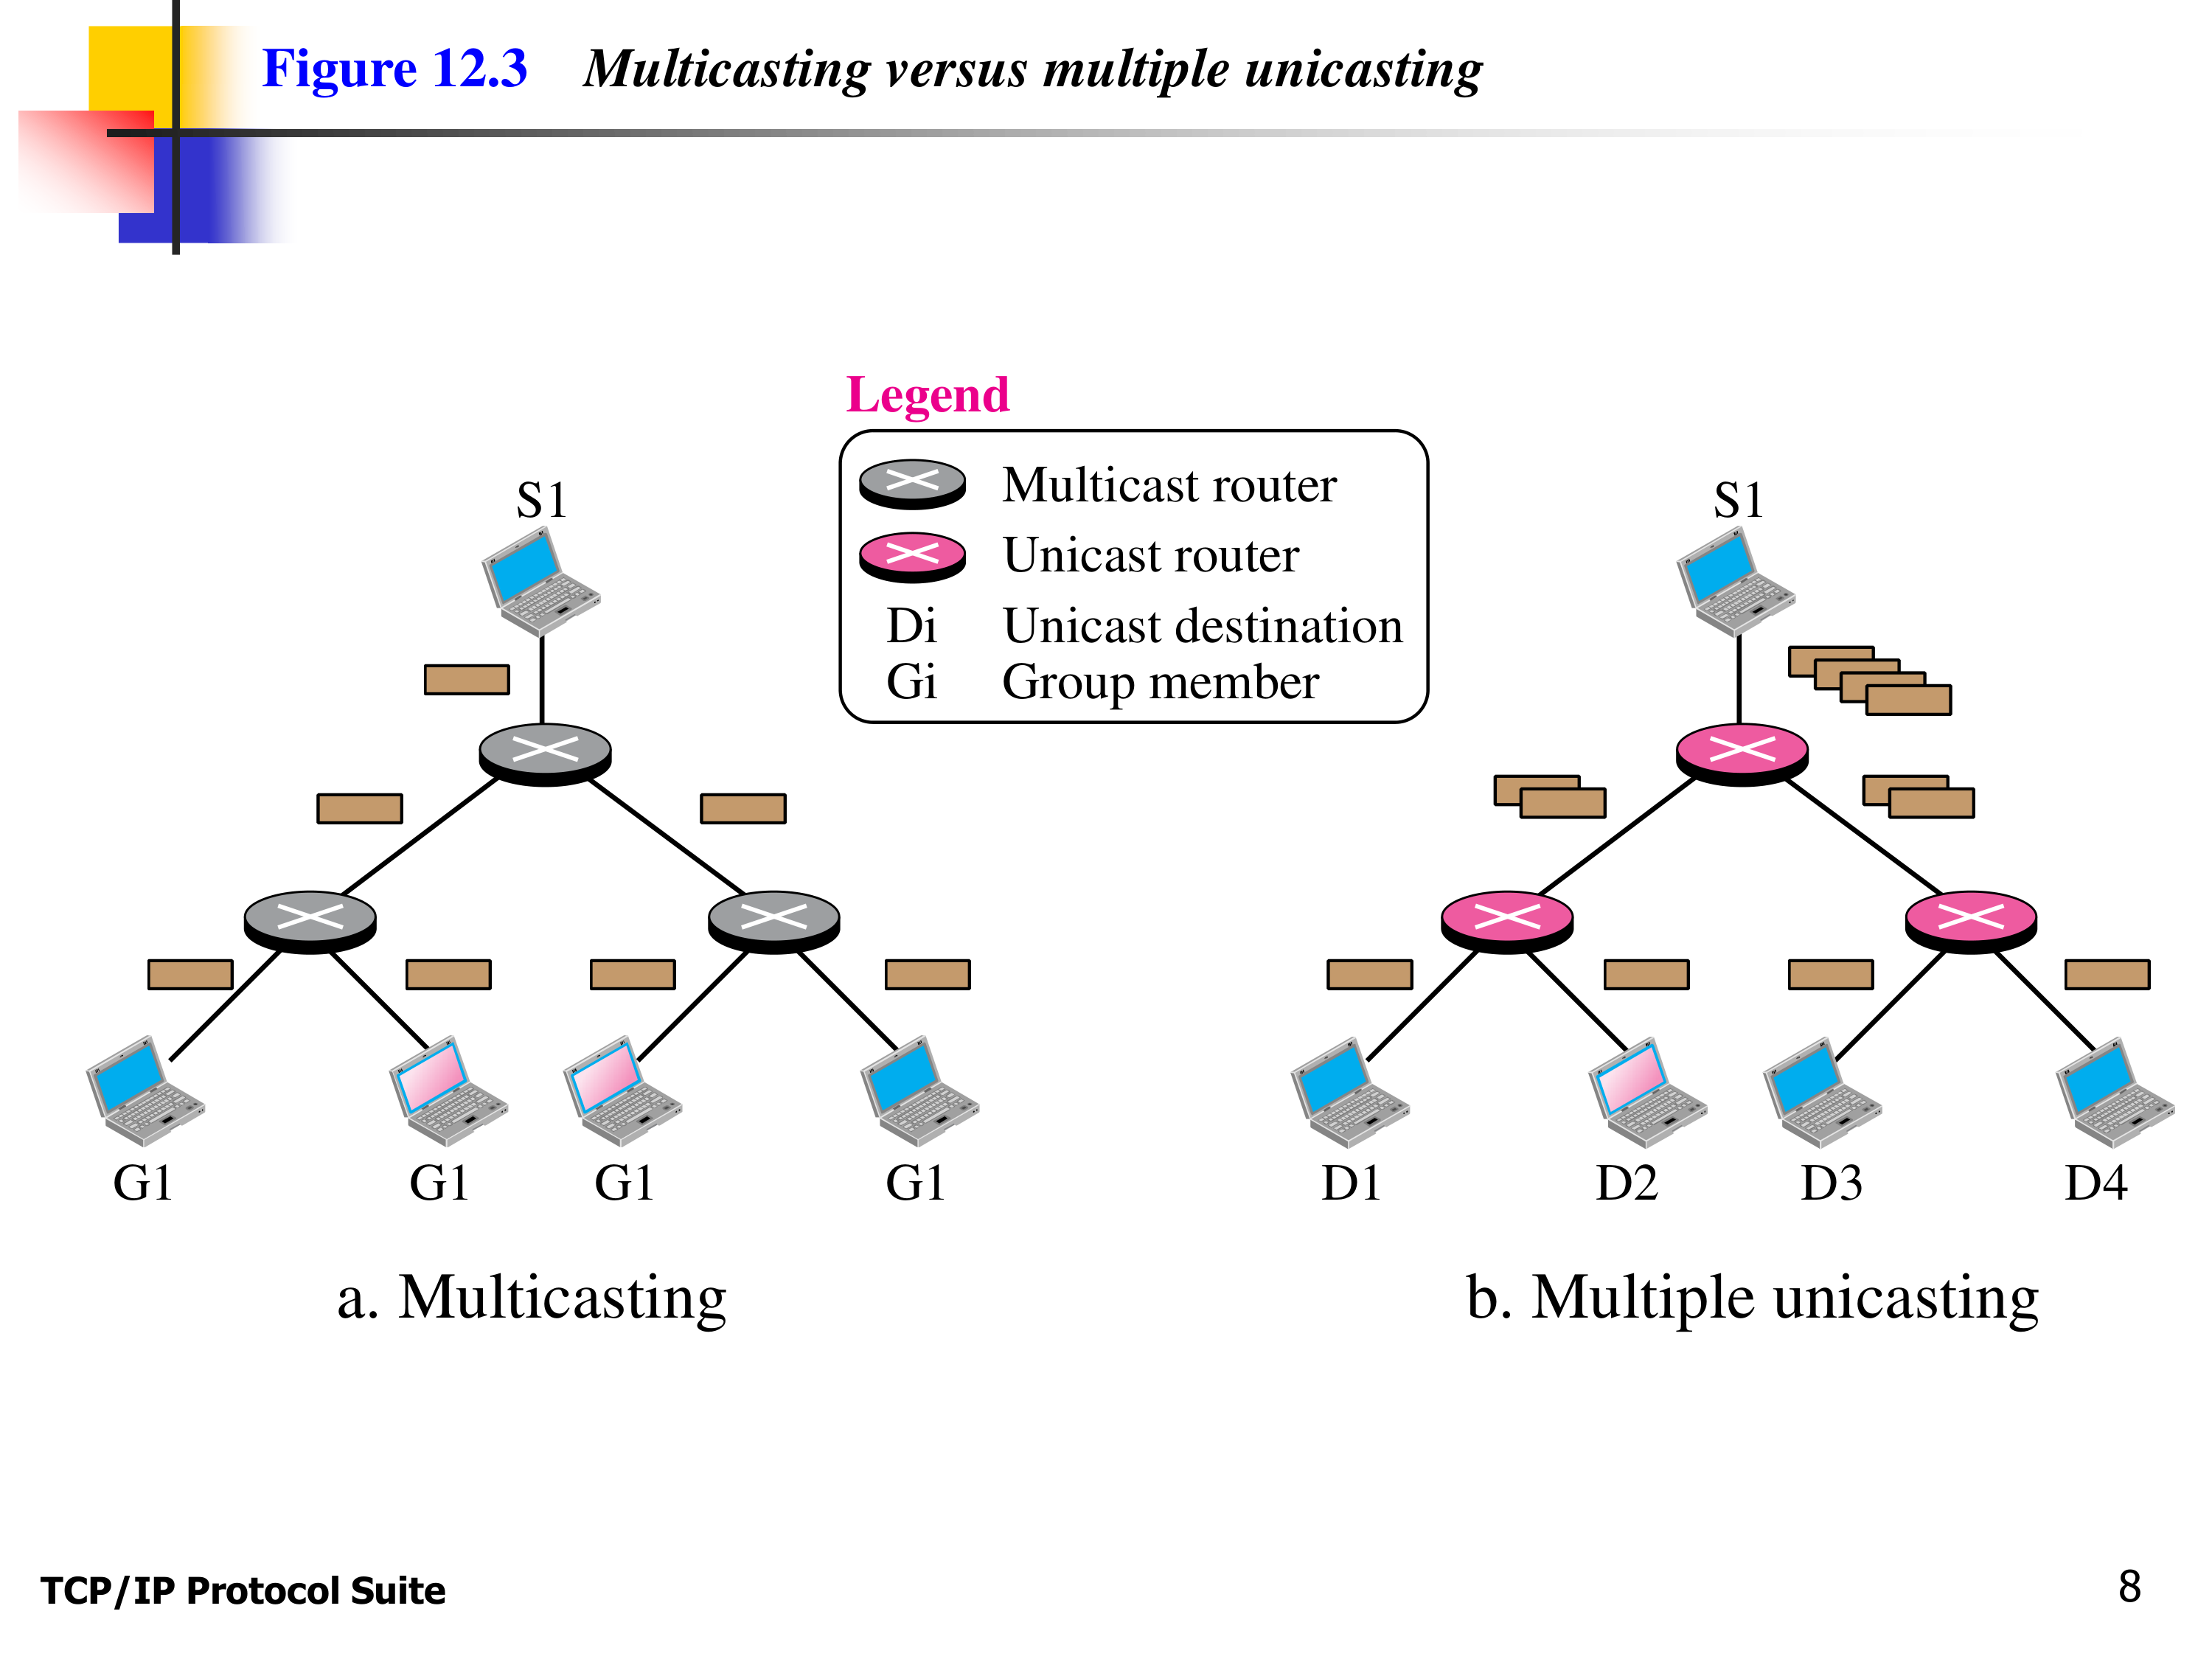 Figure 12.3 Multicasting versus multiple unicasting
Legend
Multicast router
Unicast router
Di Unicast destination
Gi Group member
S1
G1 G1 G1 G1
a. Multicasting
S1
D1 D2 D3 D4
b. Multiple unicasting
TCP/IP Protocol Suite
8